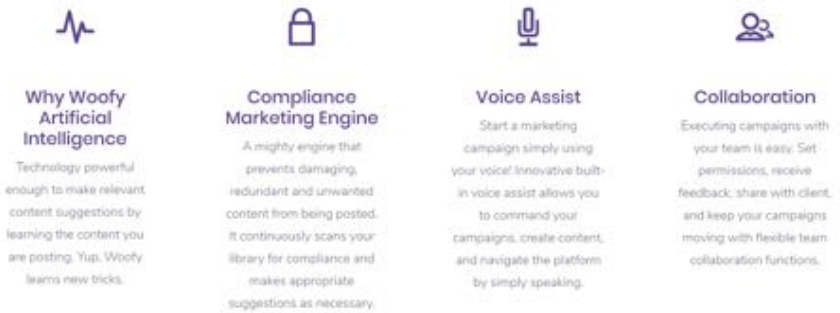 Why Woofy
Artificial
Intelligence
Technology powerful
enough to make relevant
content suggestions by
learning the content you
are posting. Yup, Woofy
learns new tricks.
Compliance
Marketing Engine
A mighty engine that
prevents damaging,
redundant and unwanted
content from being posted.
It continuously scans your
library for compliance and
makes appropriate
suggestions as necessary.
Voice Assist
Start a marketing
campaign simply using
your voice! Innovative built-
in voice assist allows you
to command your
campaigns, create content,
and navigate the platform
by simply speaking.
Collaboration
Executing campaigns with
your team is easy. Set
permissions, receive
feedback, share with client,
and keep your campaigns
moving with flexible team
collaboration functions.